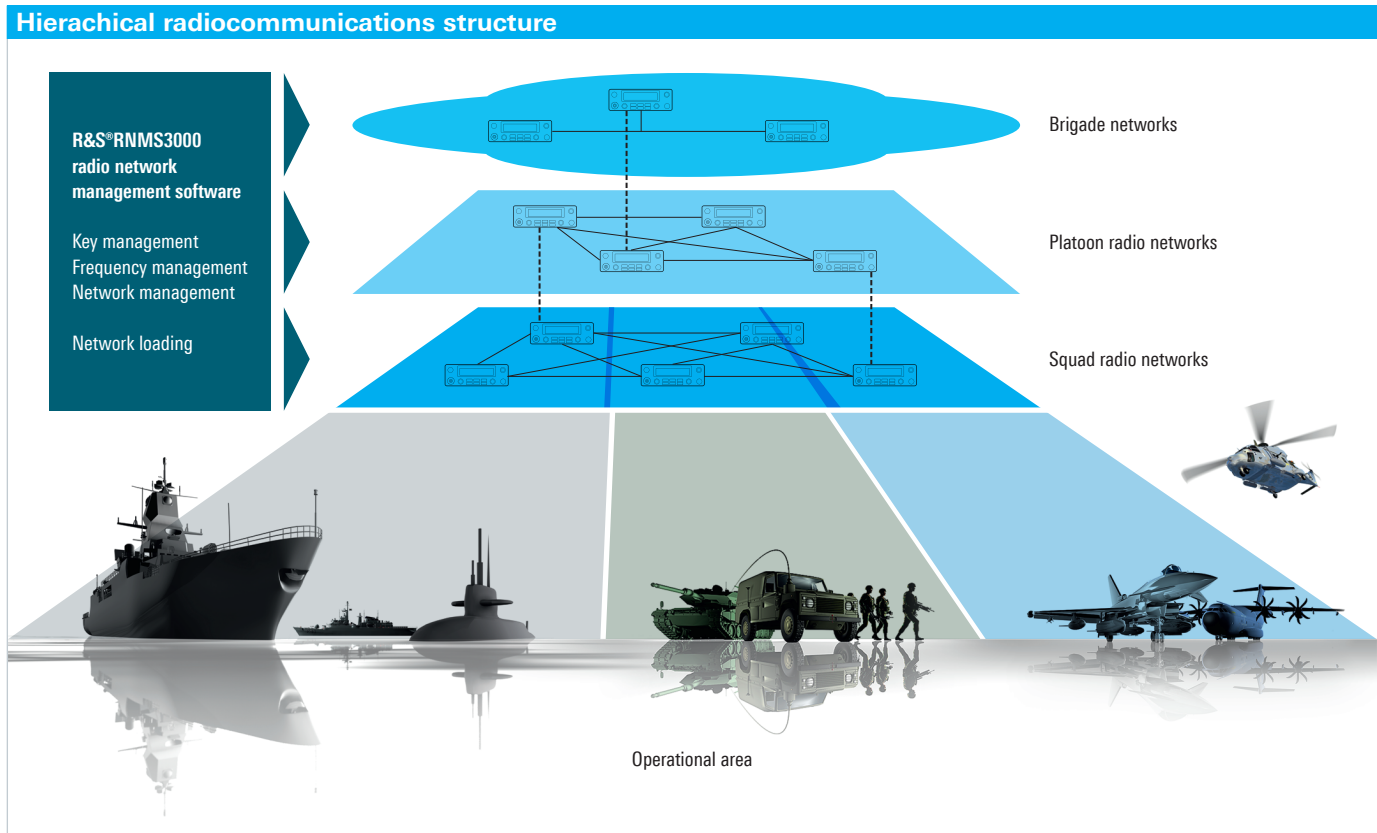 Hierachical radiocommunications structure
R&S®RNMS3000
radio network
management software
Key management
Frequency management
Network management
Network loading
Brigade networks
Platoon radio networks
Squad radio networks
Operational area